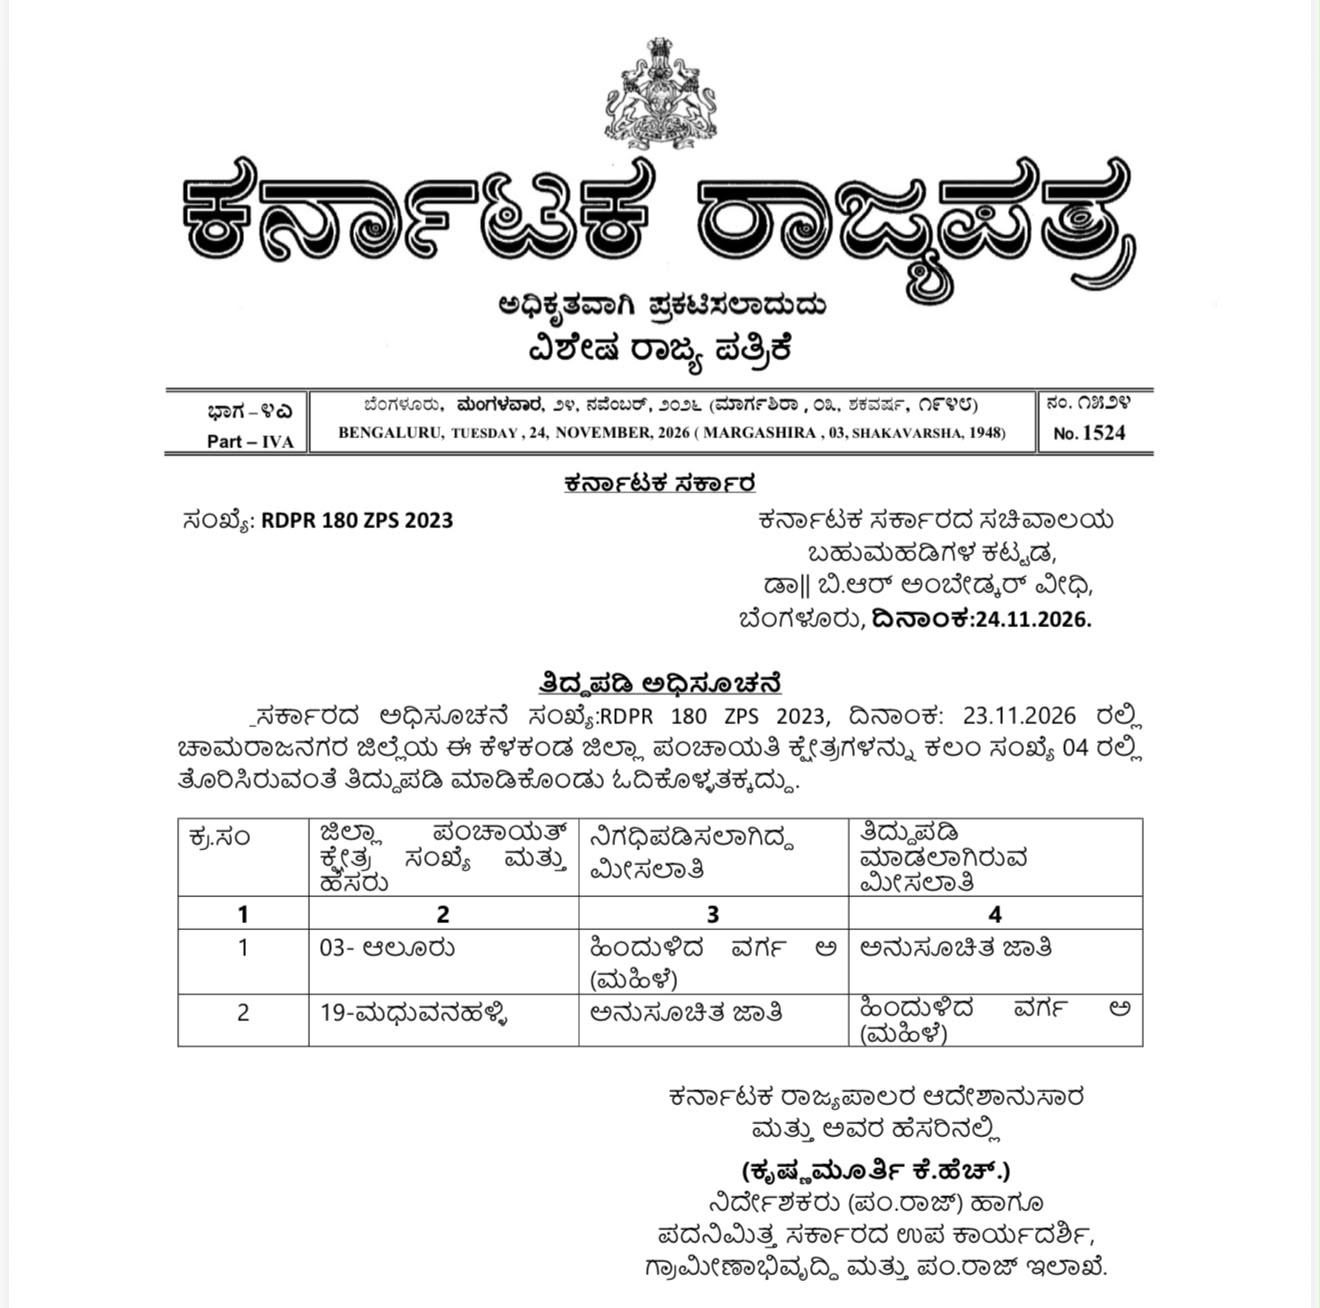 ಕರ್ನಾಟಕ ರಾಜ್ಯಪತ್ರ
ಅಧಿಕೃತವಾಗಿ ಪ್ರಕಟಿಸಲಾದುದು
ವಿಶೇಷ ರಾಜ್ಯ ಪತ್ರಿಕೆ
ಭಾಗ – ೪ಎ
Part – IVA
ಬೆಂಗಳೂರು, ಮಂಗಳವಾರ, ೨೪, ನವೆಂಬರ್, ೨೦೨೬ (ಮಾರ್ಗಶಿರಾ , ೦೩, ಶಕವರ್ಷ, ೧೯೪೮)
BENGALURU, TUESDAY , 24, NOVEMBER, 2026 ( MARGASHIRA , 03, SHAKAVARSHA, 1948)
ನಂ. ೧೫೨೪
No. 1524
ಕರ್ನಾಟಕ ಸರ್ಕಾರ
ಸಂಖ್ಯೆ: RDPR 180 ZPS 2023
ಕರ್ನಾಟಕ ಸರ್ಕಾರದ ಸಚಿವಾಲಯ
ಬಹುಮಹಡಿಗಳ ಕಟ್ಟಡ,
ಡಾ|| ಬಿ.ಆರ್ ಅಂಬೇಡ್ಕರ್ ವೀಧಿ,
ಬೆಂಗಳೂರು, ದಿನಾಂಕ:24.11.2026.
ತಿದ್ದುಪಡಿ ಅಧಿಸೂಚನೆ
ಸರ್ಕಾರದ ಅಧಿಸೂಚನೆ ಸಂಖ್ಯೆ:RDPR 180 ZPS 2023, ದಿನಾಂಕ: 23.11.2026 ರಲ್ಲಿ
ಚಾಮರಾಜನಗರ ಜಿಲ್ಲೆಯ ಈ ಕೆಳಕಂಡ ಜಿಲ್ಲಾ ಪಂಚಾಯತಿ ಕ್ಷೇತ್ರಗಳನ್ನು ಕಲಂ ಸಂಖ್ಯೆ 04 ರಲ್ಲಿ
ತೊರಿಸಿರುವಂತೆ ತಿದ್ದುಪಡಿ ಮಾಡಿಕೊಂಡು ಓದಿಕೊಳ್ಳತಕ್ಕದ್ದು.
ಕ್ರ.ಸಂ
ಜಿಲ್ಲಾ ಪಂಚಾಯತ್
ಕ್ಷೇತ್ರ ಸಂಖ್ಯೆ ಮತ್ತು
ಹೆಸರು
ನಿಗಧಿಪಡಿಸಲಾಗಿದ್ದ
ಮೀಸಲಾತಿ
ತಿದ್ದುಪಡಿ
ಮಾಡಲಾಗಿರುವ
ಮೀಸಲಾತಿ
1 2 3 4
1 03- ಆಲೂರು
ಹಿಂದುಳಿದ ವರ್ಗ ಅ
(ಮಹಿಳೆ)
ಅನುಸೂಚಿತ ಜಾತಿ
2 19-ಮಧುವನಹಳ್ಳಿ ಅನುಸೂಚಿತ ಜಾತಿ
ಹಿಂದುಳಿದ ವರ್ಗ ಅ
(ಮಹಿಳೆ)
ಕರ್ನಾಟಕ ರಾಜ್ಯಪಾಲರ ಆದೇಶಾನುಸಾರ
ಮತ್ತು ಅವರ ಹೆಸರಿನಲ್ಲಿ
(ಕೃಷ್ಣಮೂರ್ತಿ ಕೆ.ಹೆಚ್.)
ನಿರ್ದೇಶಕರು (ಪಂ.ರಾಜ್) ಹಾಗೂ
ಪದನಿಮಿತ್ತ ಸರ್ಕಾರದ ಉಪ ಕಾರ್ಯದರ್ಶಿ,
ಗ್ರಾಮೀಣಾಭಿವೃದ್ಧಿ ಮತ್ತು ಪಂ.ರಾಜ್ ಇಲಾಖೆ.